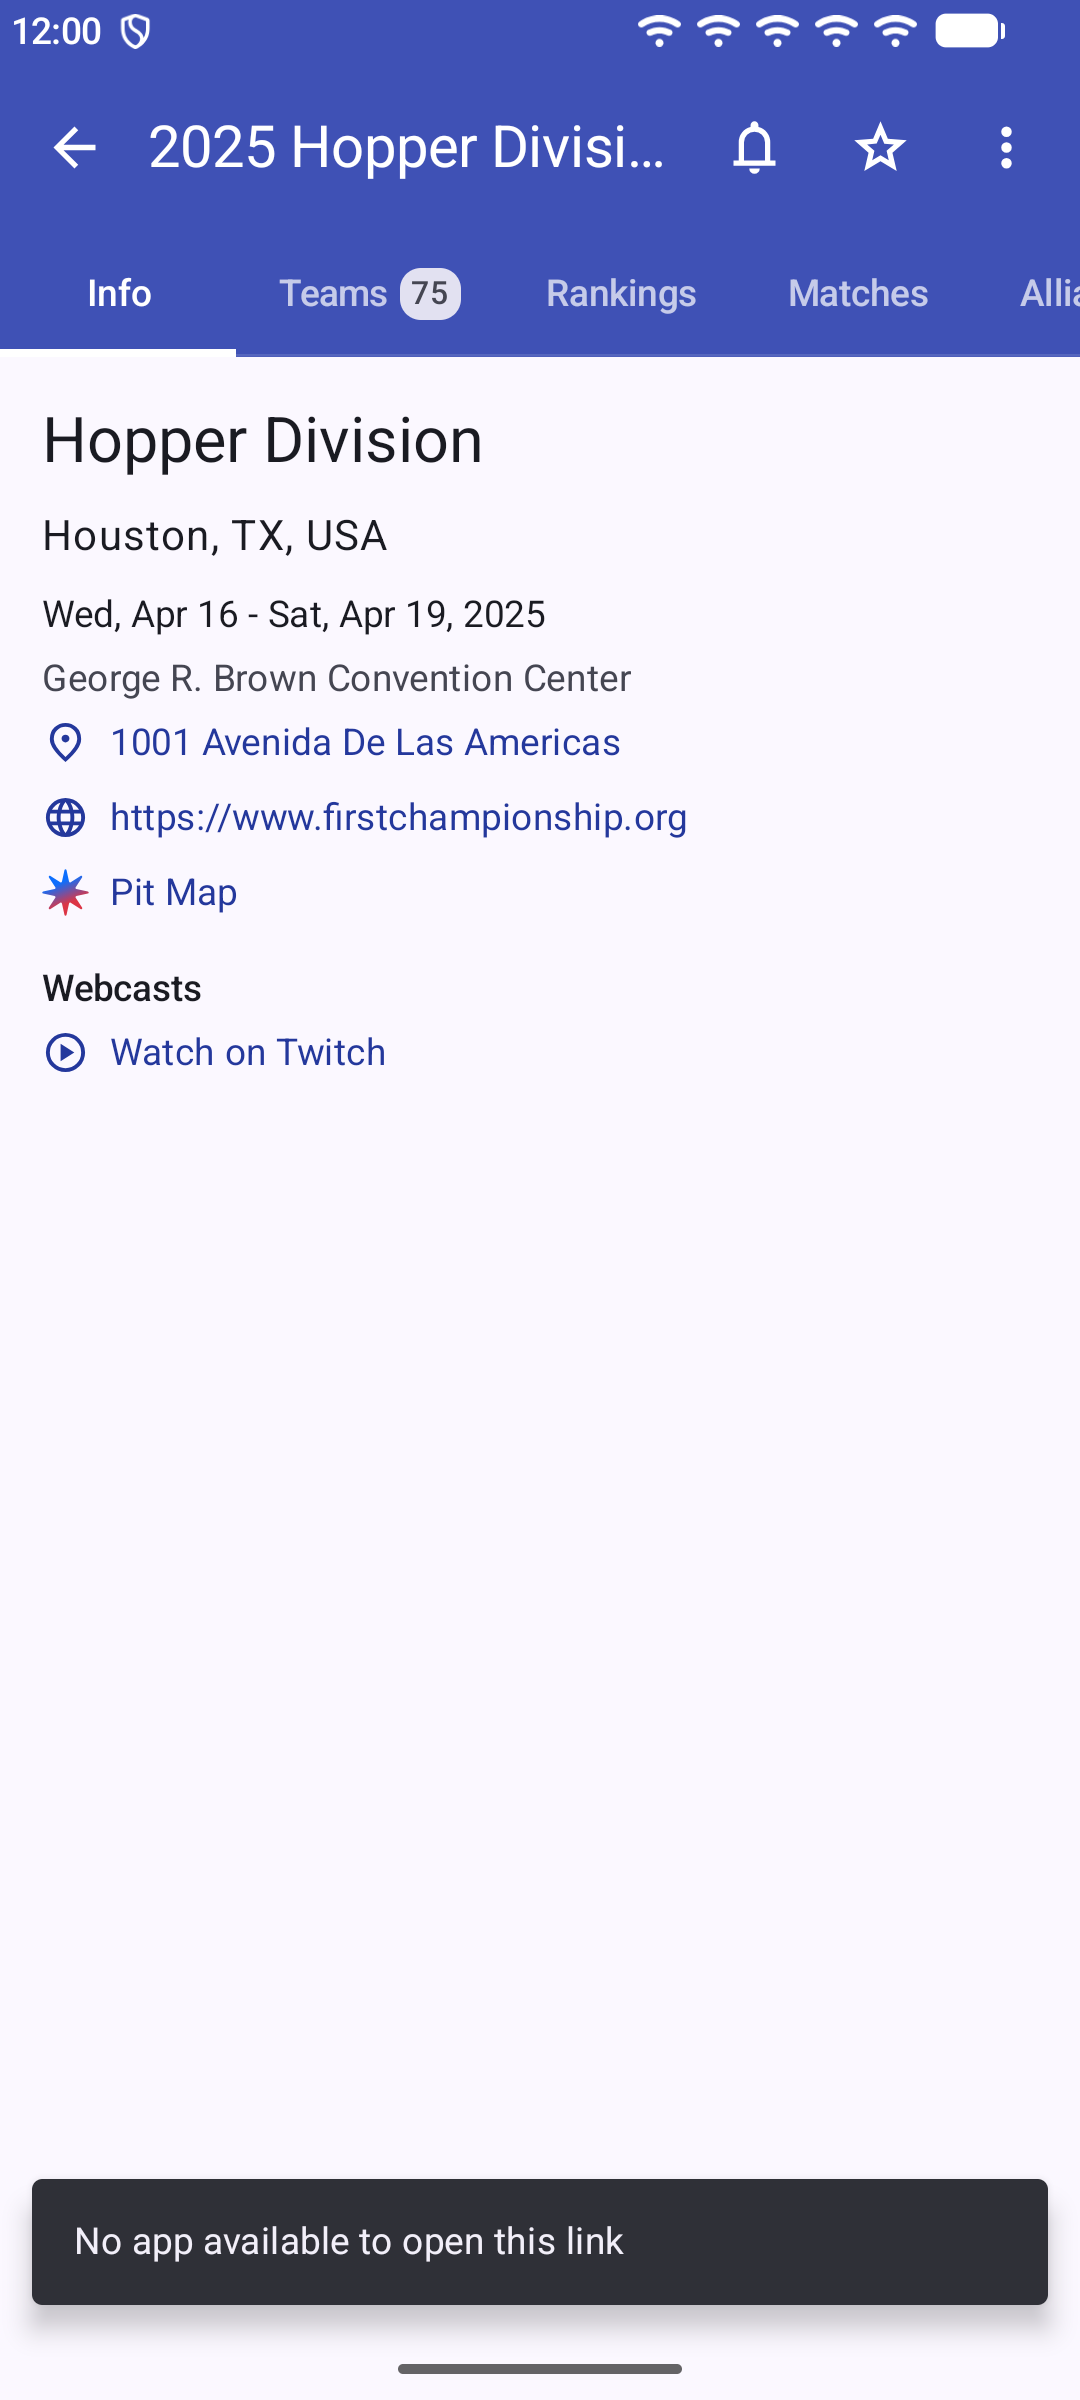 12:00
2025 Hopper Divisi...
Info
Teams 75
Rankings
Matches
Allia
Hopper Division
Houston, TX, USA
Wed, Apr 16 - Sat, Apr 19, 2025
George R. Brown Convention Center
1001 Avenida De Las Americas
https://www.firstchampionship.org
Pit Map
Webcasts
Watch on Twitch
No app available to open this link